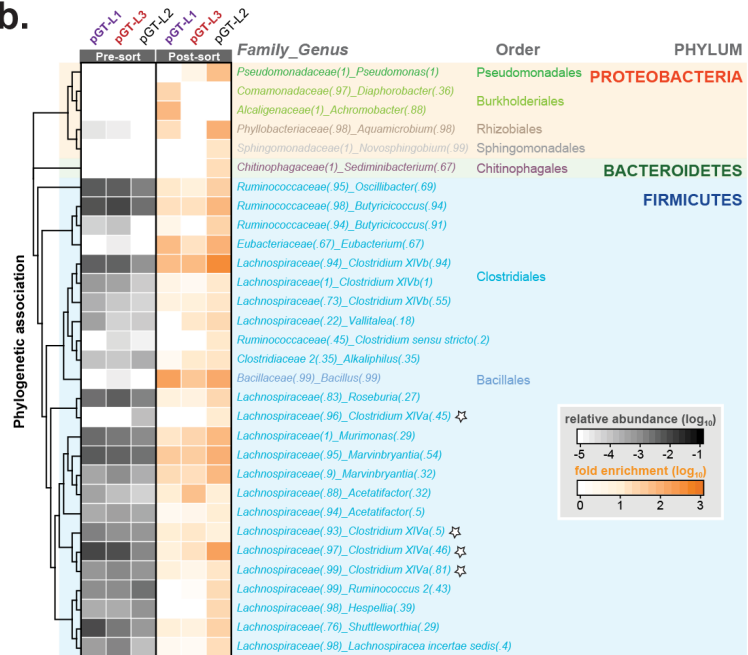 b.
pGT-L1 pGT-L3 pGT-L2 pGT-L1 pGT-L3 pGT-L2
Pre-sort Post-sort
Family_Genus Order PHYLUM
Pseudomonadaceae(1)_Pseudomonas(1) Pseudomonadales PROTEOBACTERIA
Comamonadaceae(.97)_Diaphorobacter(.36)
Burkholderiales
Alcaligenaceae(1)_Achromobacter(.88)
Phyllobacteriaceae(.98)_Aquamicrobium(.98) Rhizobiales
Sphingomonadaceae(1)_Novosphingobium(.99) Sphingomonadales
Chitinophagaceae(1)_Sediminibacterium(.67) Chitinophagales BACTEROIDETES
Ruminococcaceae(.95)_Oscillibacter(.69)
FIRMICUTES
Ruminococcaceae(.98)_Butyricicoccus(.94)
Ruminococcaceae(.94)_Butyricicoccus(.91)
Eubacteriaceae(.67)_Eubacterium(.67)
Lachnospiraceae(.94)_Clostridium XIVb(.94)
Clostridiales
Lachnospiraceae(1)_Clostridium XIVb(1)
Lachnospiraceae(.73)_Clostridium XIVb(.55)
Lachnospiraceae(.22)_Vallitalea(.18)
Ruminococcaceae(.45)_Clostridium sensu stricto(.2)
Clostridiaceae 2(.35)_Alkaliphilus(.35)
Bacillaceae(.99)_Bacillus(.99) Bacillales
Lachnospiraceae(.83)_Roseburia(.27)
Lachnospiraceae(.96)_Clostridium XIVa(.45)
Lachnospiraceae(1)_Murimonas(.29)
Lachnospiraceae(.95)_Marvinbryantia(.54)
Lachnospiraceae(.9)_Marvinbryantia(.32)
Lachnospiraceae(.88)_Acetatifactor(.32)
Lachnospiraceae(.94)_Acetatifactor(.5)
Lachnospiraceae(.93)_Clostridium XIVa(.5)
Lachnospiraceae(.97)_Clostridium XIVa(.46)
Lachnospiraceae(.99)_Clostridium XIVa(.81)
Lachnospiraceae(.99)_Ruminococcus 2(.43)
Lachnospiraceae(.98)_Hespellia(.39)
Lachnospiraceae(.76)_Shuttleworthia(.29)
Lachnospiraceae(.98)_Lachnospiracea incertae sedis(.4)
Phylogenetic association
relative abundance (log10)
-5 -4 -3 -2 -1
fold enrichment (log10)
0 1 2 3